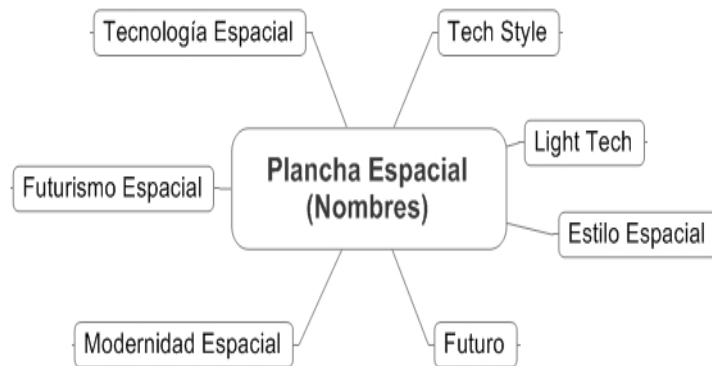 Tecnología Espacial
Tech Style
Light Tech
Plancha Espacial
(Nombres)
Futurismo Espacial
Estilo Espacial
Modernidad Espacial
Futuro